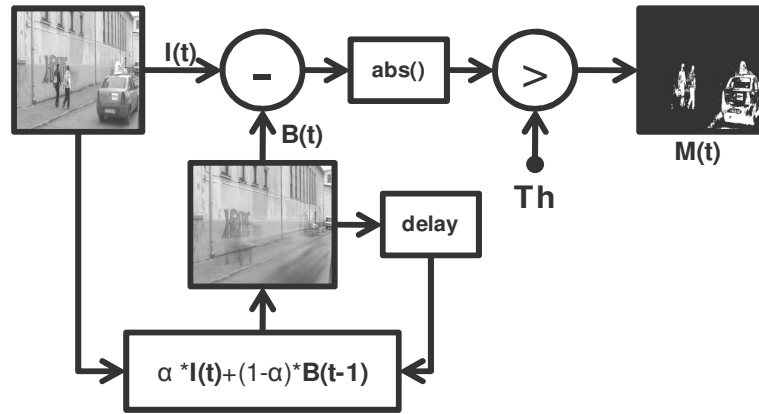 I(t)
-
abs()
>
M(t)
B(t)
Th
delay
α *I(t)+(1-α)*B(t-1)